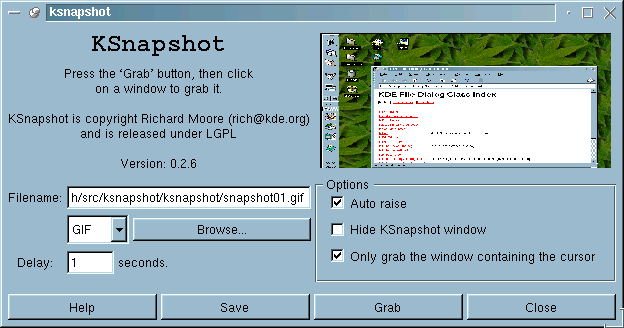 ksnapshot
KSnapshot
Press the ‘Grab’ button, then click
on a window to grab it.
KSnapshot is copyright Richard Moore (rich@kde.org)
and is released under LGPL
Version: 0.2.6
KDE File Dialog Class Index
Filename: h/src/ksnapshot/ksnapshot/snapshot01.gif
GIF Browse...
Delay: 1 seconds.
Options
Auto raise
Hide KSnapshot window
Only grab the window containing the cursor
Help Save Grab Close